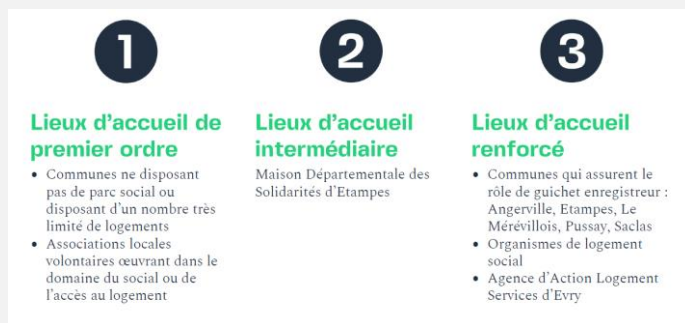 1
Lieux d'accueil de
premier ordre
• Communes ne disposant
pas de parc social ou
disposant d'un nombre très
limité de logements
• Associations locales
volontaires œuvrant dans le
domaine du social ou de
l'accès au logement
2
Lieux d'accueil
intermédiaire
Maison Départementale des
Solidarités d'Etampes
3
Lieux d'accueil
renforcé
• Communes qui assurent le
rôle de guichet enregistreur :
Angerville, Etampes, Le
Mérévillois, Pussay, Saclas
• Organismes de logement
social
• Agence d'Action Logement
Services d'Evry